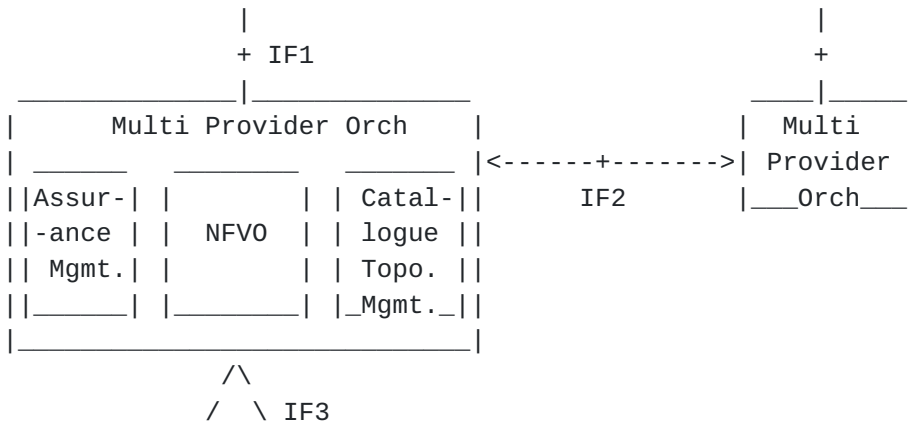 + IF1 +
Multi Provider Orch Multi
<------+-------> Provider
Assur- Catal- IF2 Orch
-ance NFVO logue
Mgmt. Topo.
Mgmt.
IF3